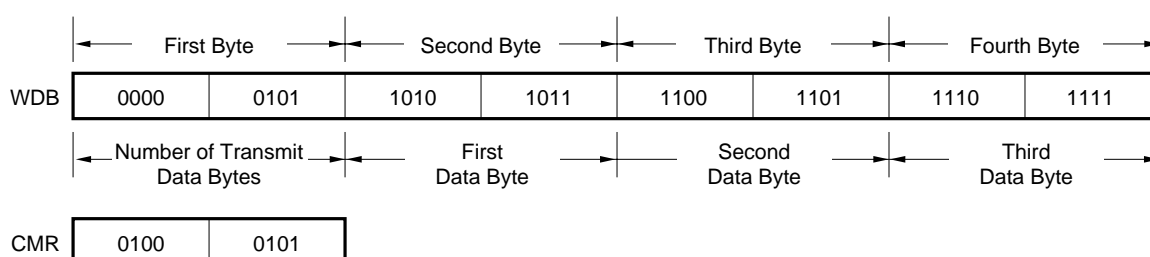 First Byte Second Byte Third Byte Fourth Byte
WDB 0000 0101 1010 1011 1100 1101 1110 1111
Number of Transmit First Second Third
Data Bytes Data Byte Data Byte Data Byte
CMR 0100 0101